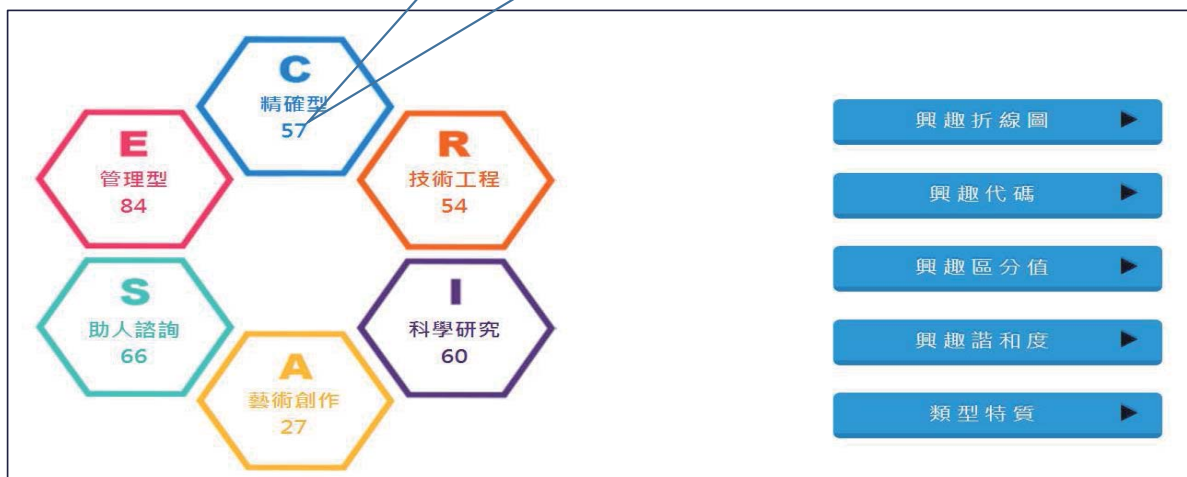 C
精確型
57
E
管理型
84
R
技術工程
54
S
助人諮詢
66
I
科學研究
60
A
藝術創作
27
興趣折線圖
興趣代碼
興趣區分值
興趣諧和度
類型特質